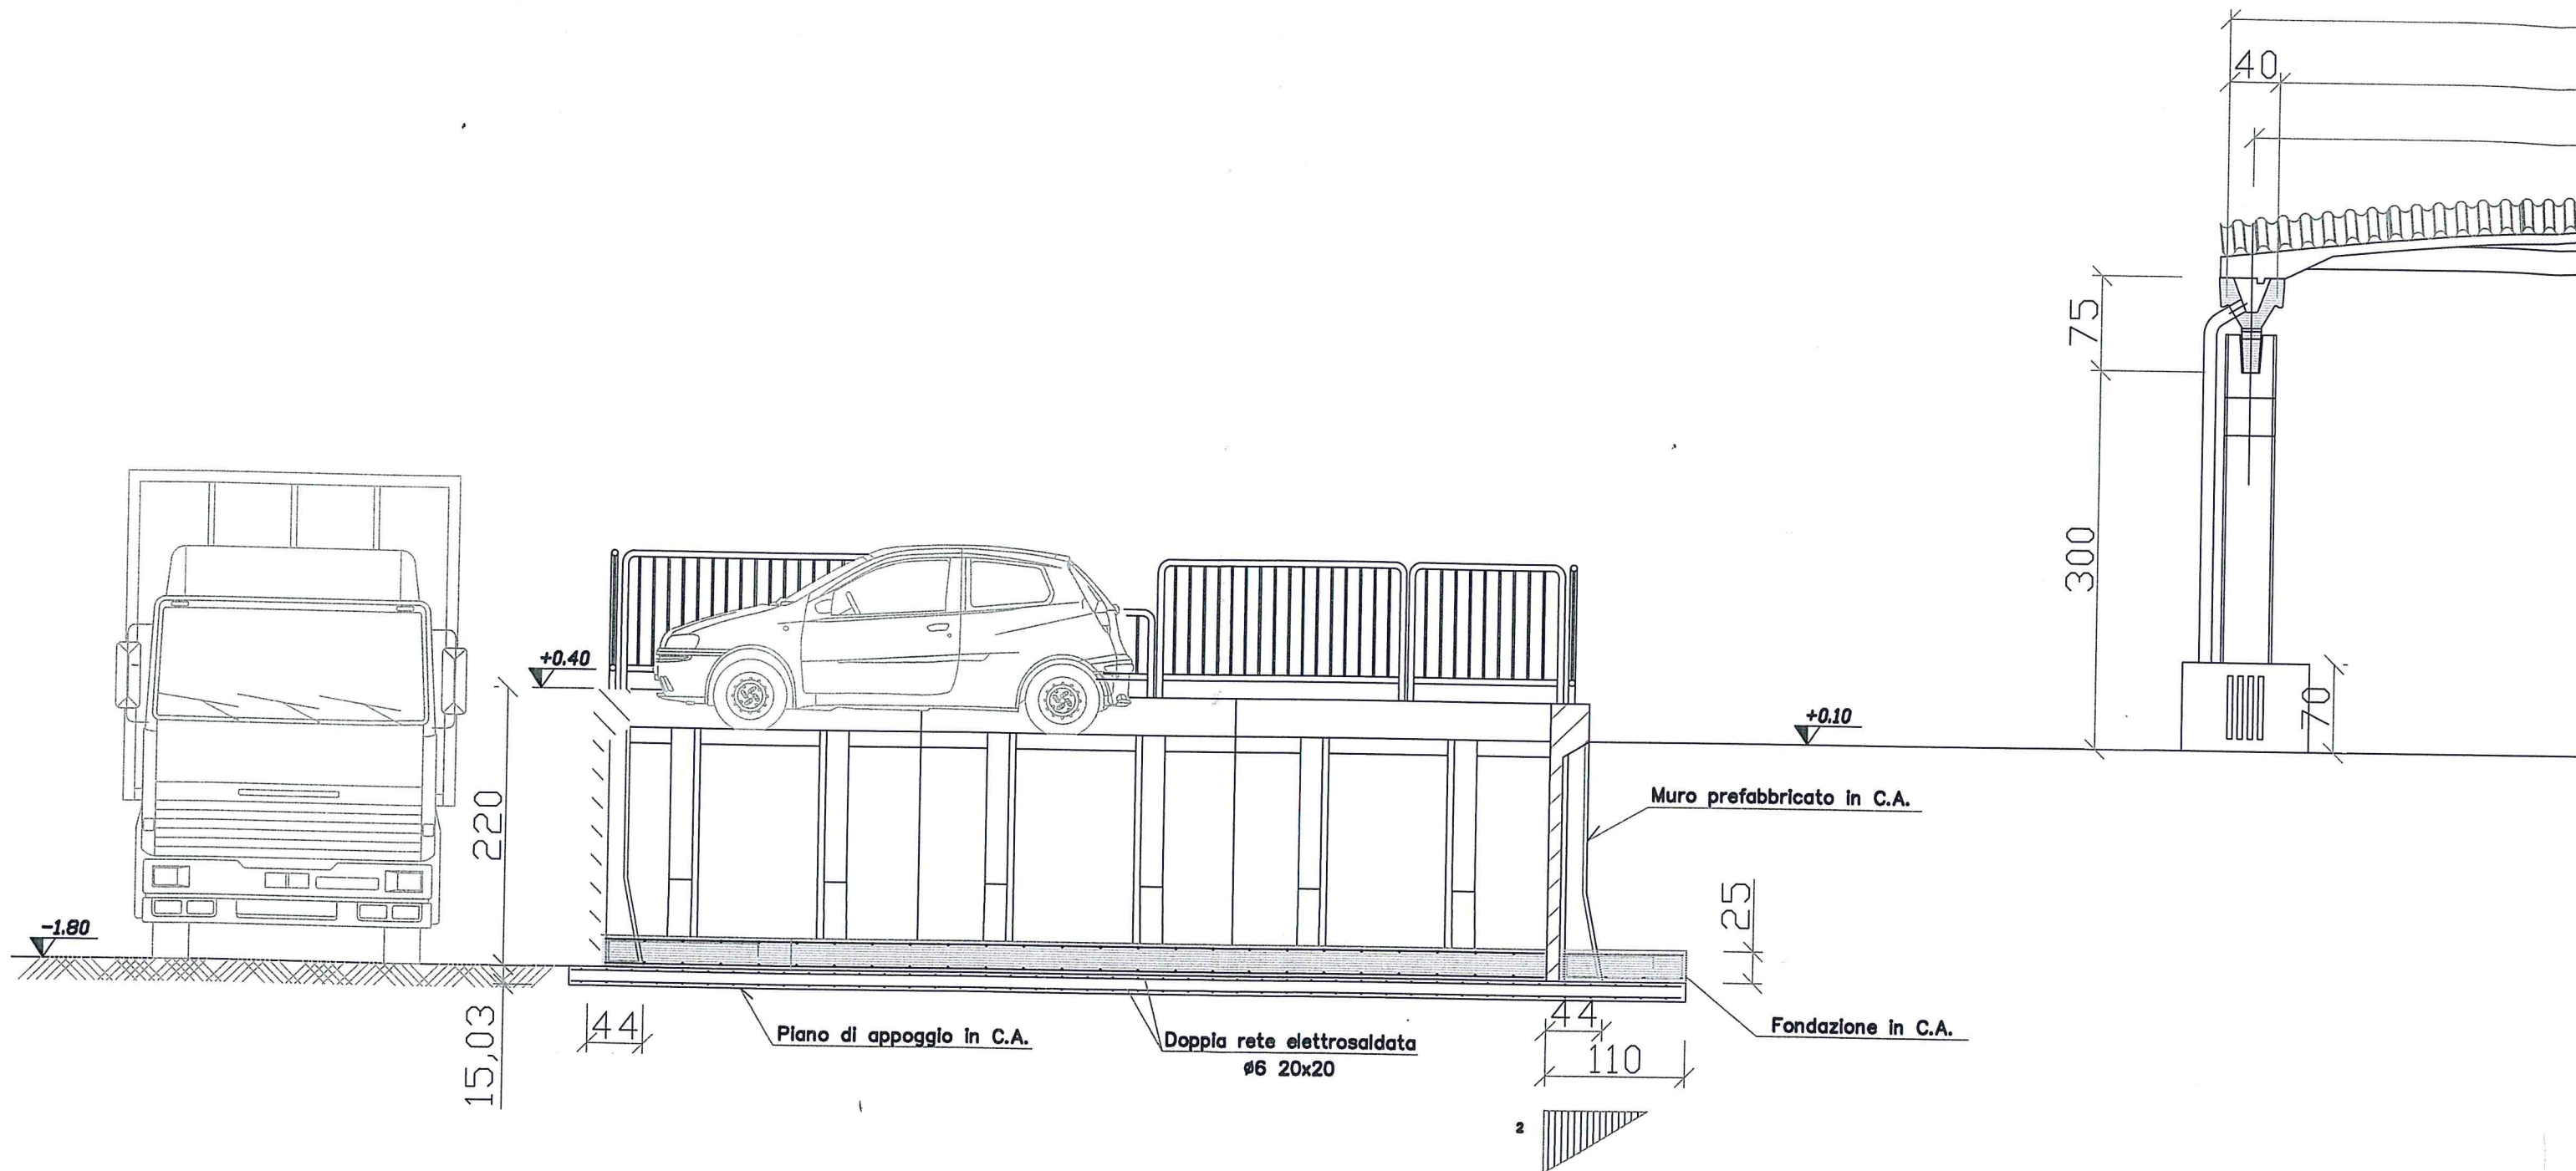 40
75
300
70
+0.40
+0.10
Muro prefabbricato in C.A.
220
25
-1.80
44
44
Piano di appoggio in C.A.
Doppia rete elettrosaldata
ø6 20x20
Fondazione in C.A.
15,03
110
2